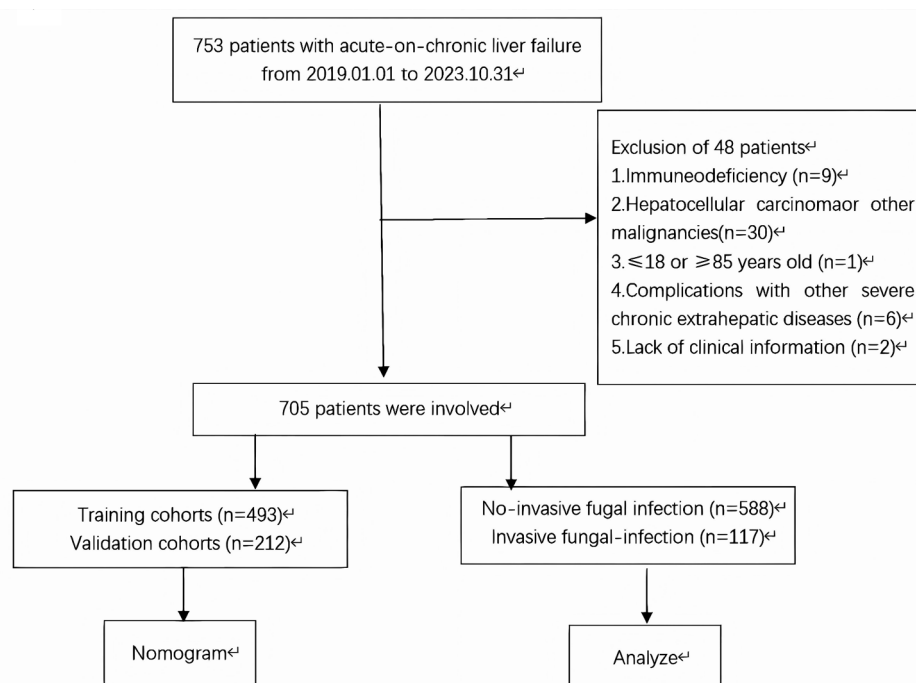 753 patients with acute-on-chronic liver failure
from 2019.01.01 to 2023.10.31↵
Exclusion of 48 patients↵
1.Immuneodeficiency (n=9)↵
2.Hepatocellular carcinomaor other
malignancies(n=30)↵
3.≤18 or ≥85 years old (n=1)↵
4.Complications with other severe
chronic extrahepatic diseases (n=6)↵
5.Lack of clinical information (n=2)↵
705 patients were involved↵
Training cohorts (n=493)↵
Validation cohorts (n=212)↵
No-invasive fugal infection (n=588)↵
Invasive fungal-infection (n=117)↵
Nomogram↵
Analyze↵